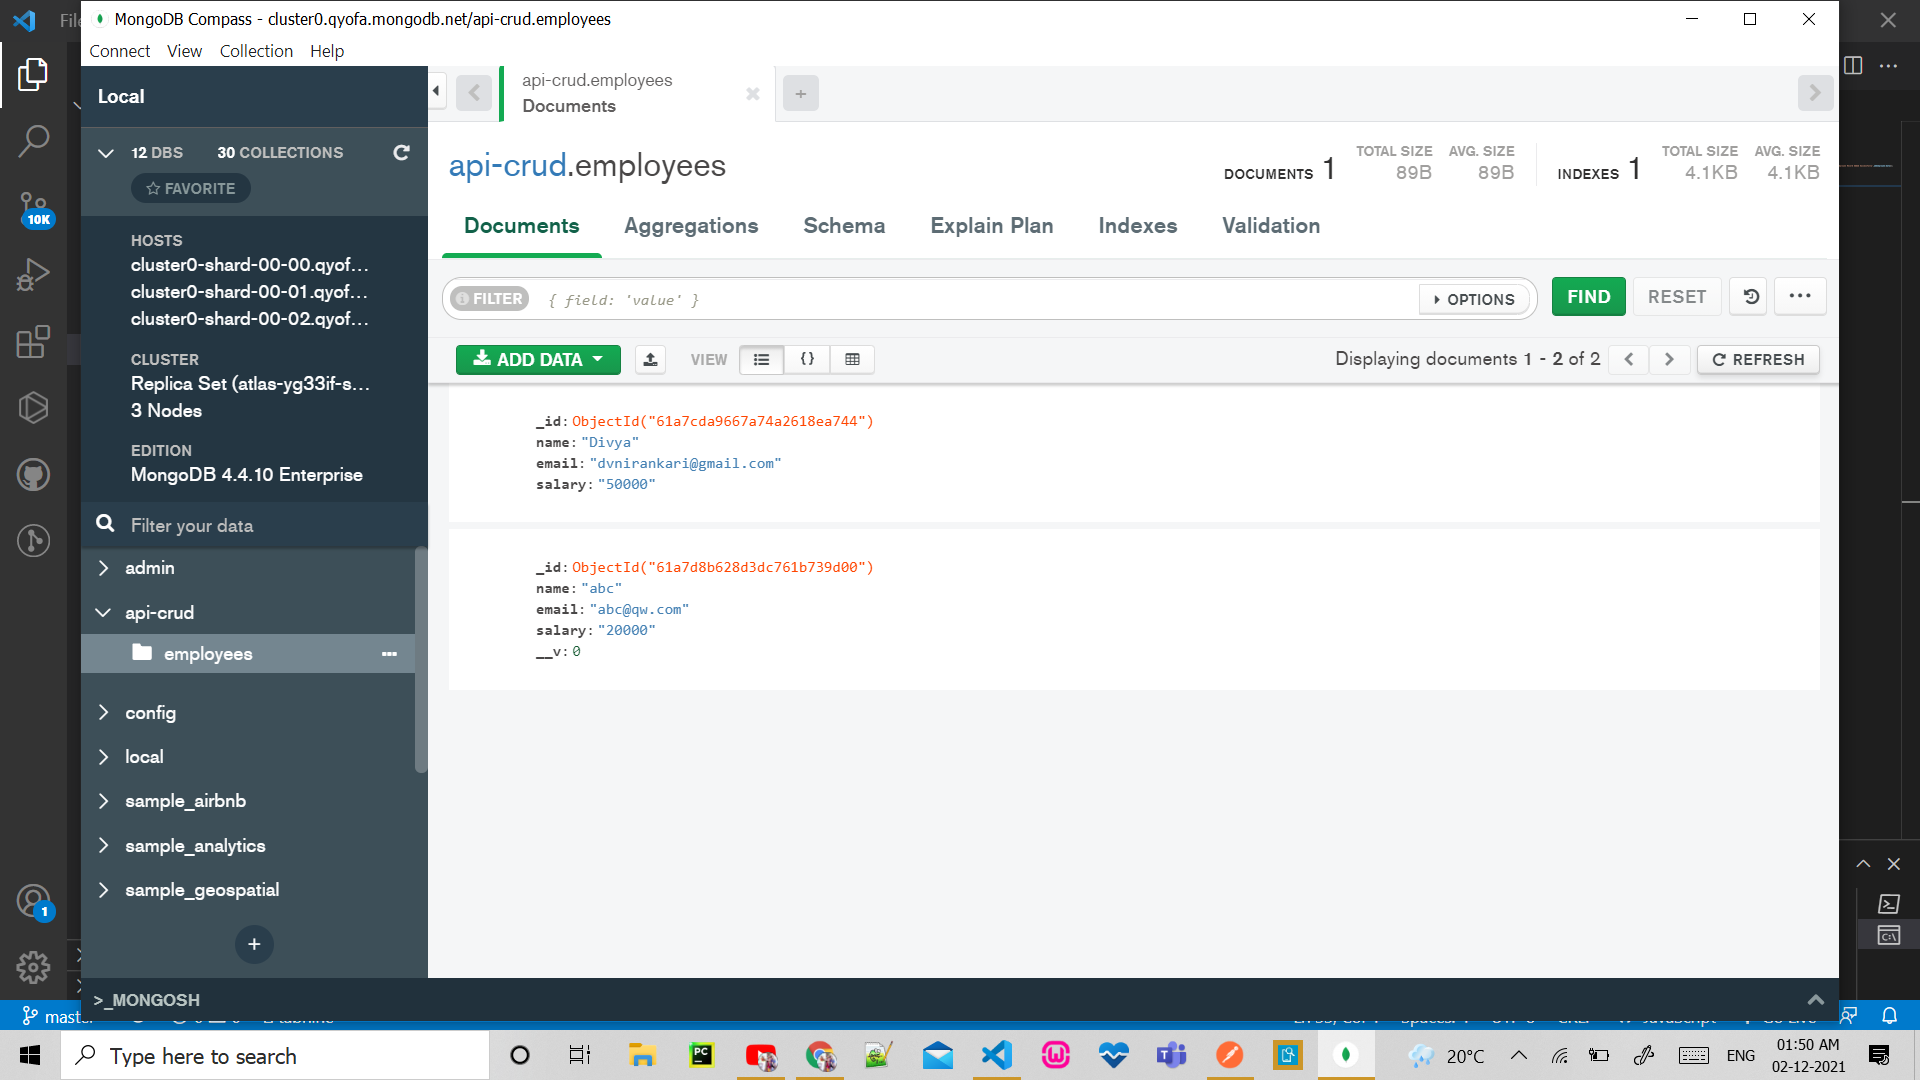 File
MongoDB Compass - cluster0.qyofa.mongodb.net/api-crud.employees
Connect View Collection Help
Local
12 DBS 30 COLLECTIONS
FAVORITE
HOSTS
cluster0-shard-00-00.qyof...
cluster0-shard-00-01.qyof...
cluster0-shard-00-02.qyof...
CLUSTER
Replica Set (atlas-yg33if-s...
3 Nodes
EDITION
MongoDB 4.4.10 Enterprise
Filter your data
admin
api-crud
employees
config
local
sample_airbnb
sample_analytics
sample_geospatial
+
api-crud.employees
Documents
api-crud.employees
DOCUMENTS 1
TOTAL SIZE 89B
AVG. SIZE 89B
INDEXES 1
TOTAL SIZE 4.1KB
AVG. SIZE 4.1KB
Documents Aggregations Schema Explain Plan Indexes Validation
FILTER { field: 'value' } OPTIONS FIND RESET ...
ADD DATA VIEW {} Displaying documents 1 - 2 of 2 REFRESH
_id: ObjectId("61a7cda9667a74a2618ea744")
name: "Divya"
email: "dvnirankari@gmail.com"
salary: "50000"
_id: ObjectId("61a7d8b628d3dc761b739d00")
name: "abc"
email: "abc@qw.com"
salary: "20000"
__v: 0
>_MONGOSH
10K
1
master
Type here to search
20°C
ENG
01:50 AM
02-12-2021